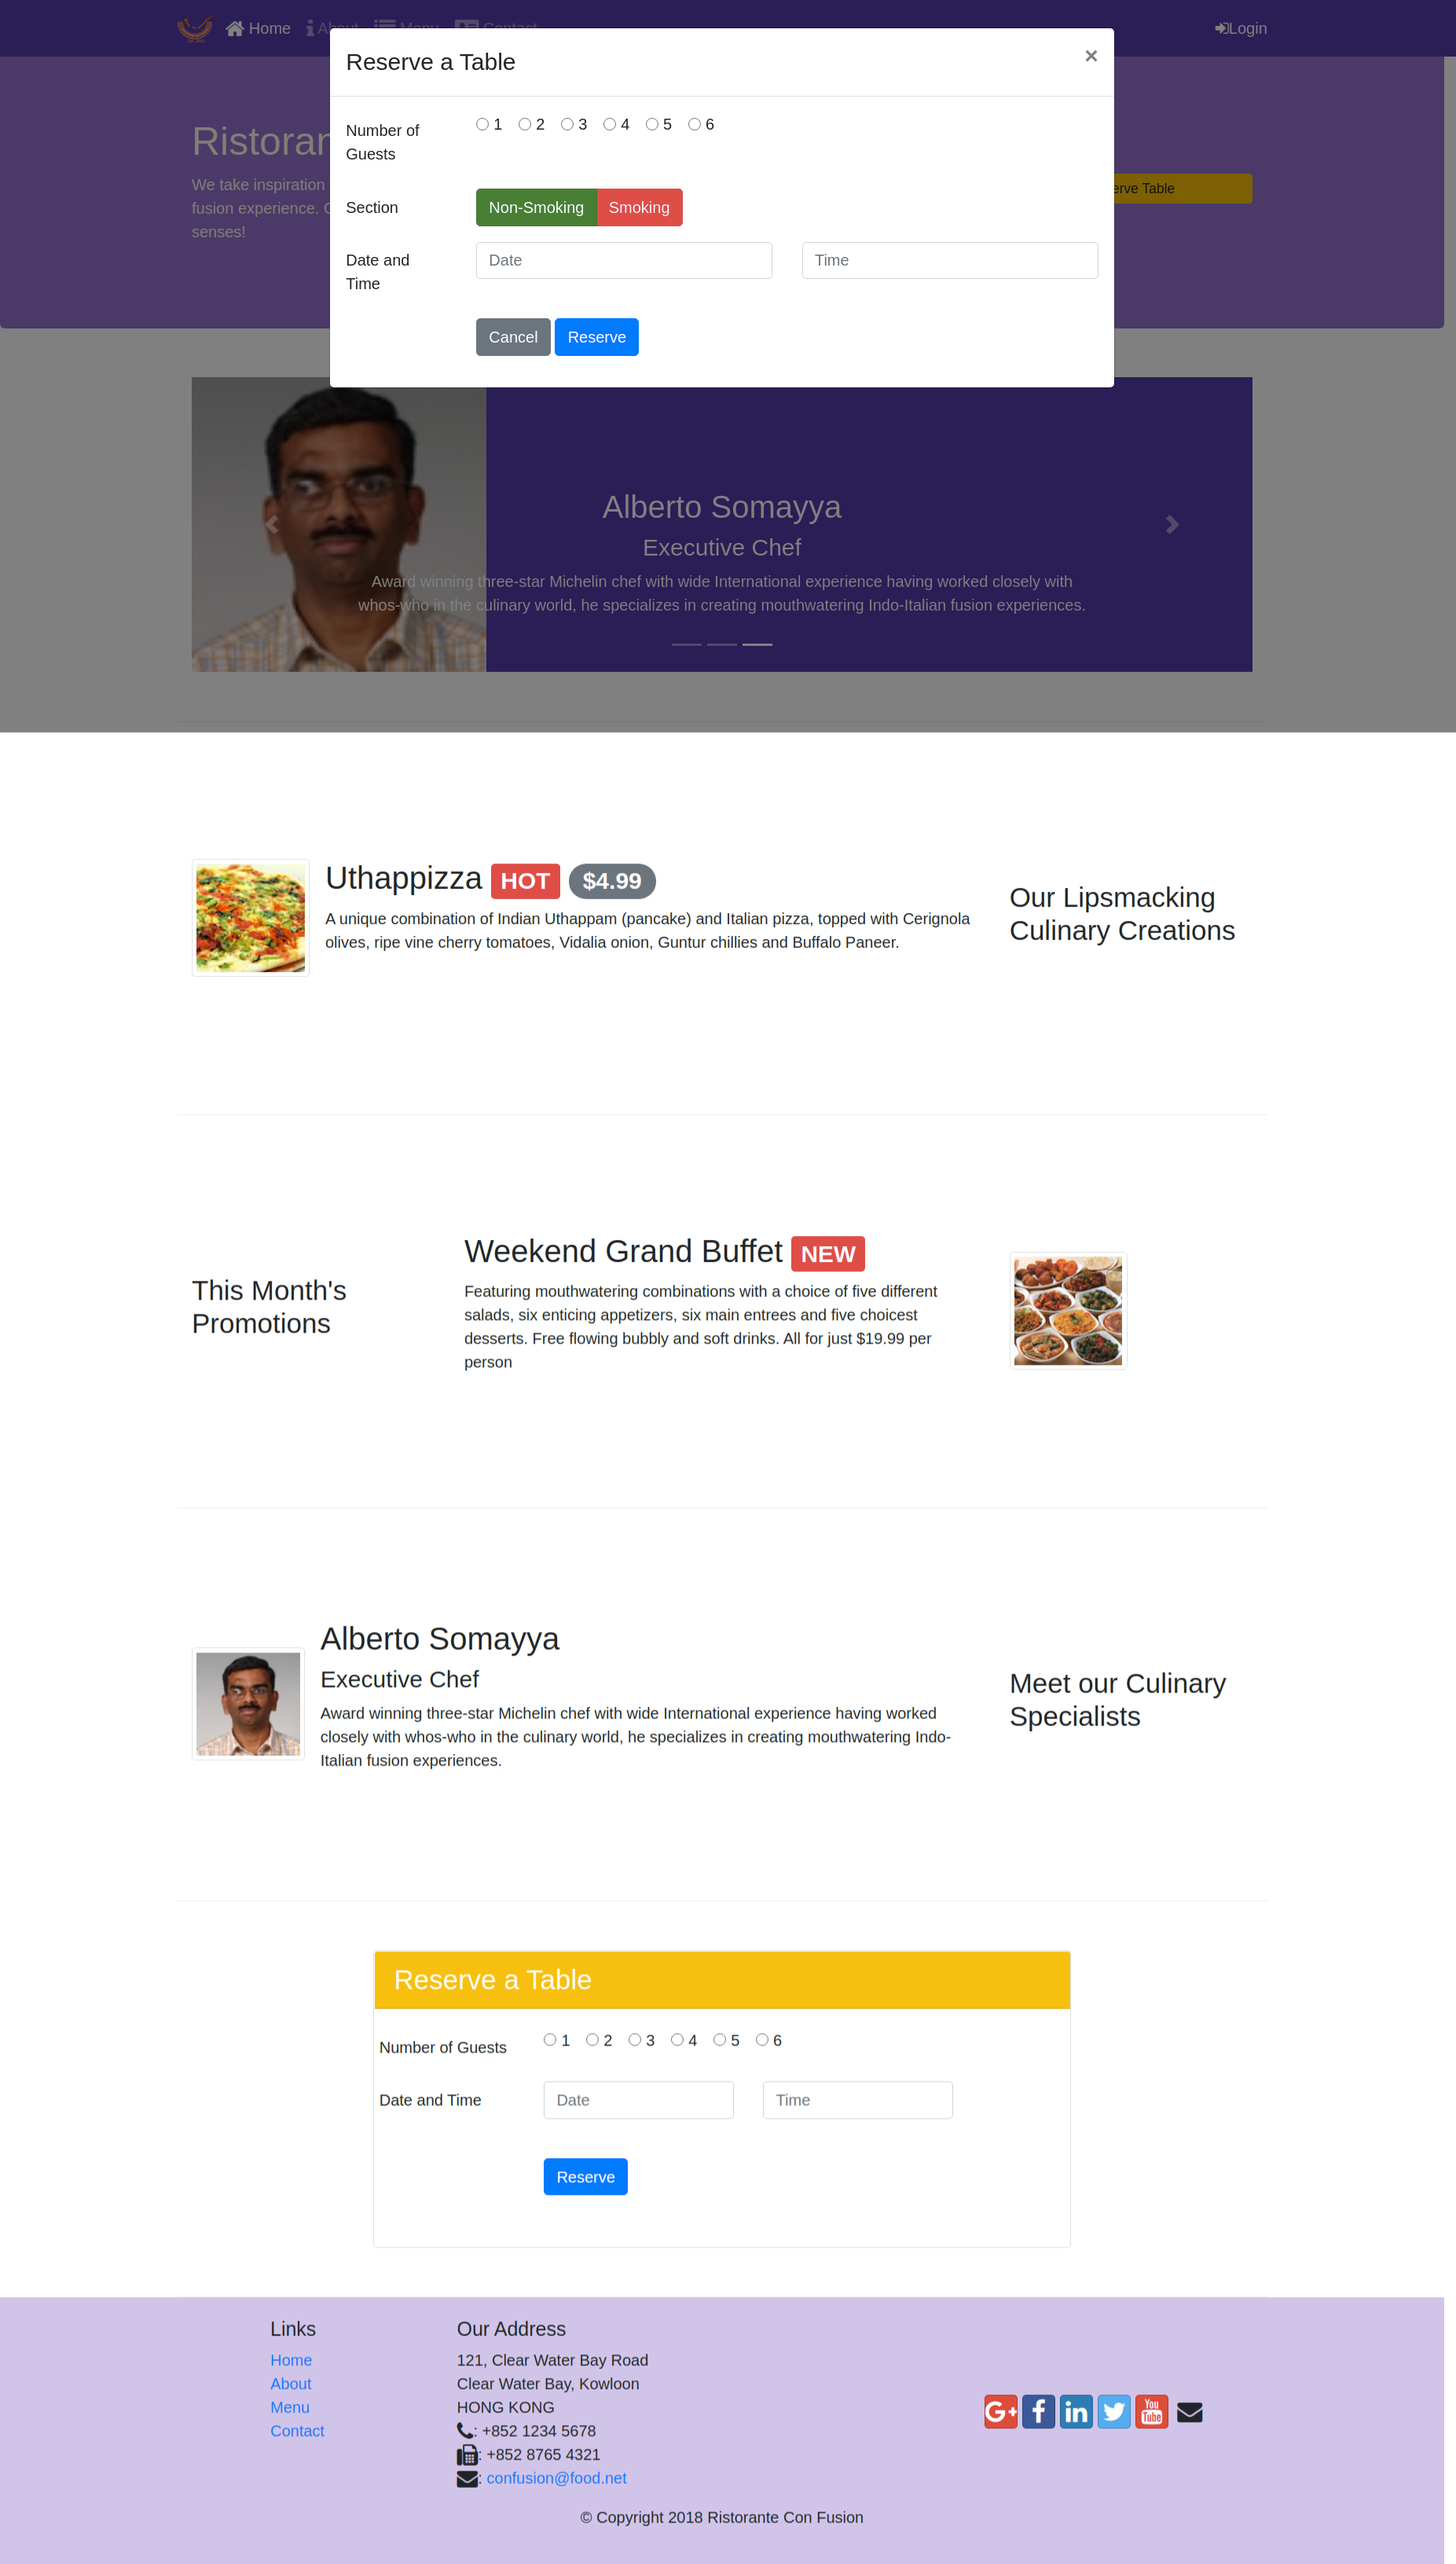 Home About Menu Contact Login
Reserve a Table ×
Number of Guests
1 2 3 4 5 6
Section
Non-Smoking Smoking
Date and Time
Date Time
Cancel Reserve
We take inspiration
fusion experience.
senses!
Table
Alberto Somayya
Executive Chef
Award winning three-star Michelin chef with wide International experience having worked closely with
whos-who in the culinary world, he specializes in creating mouthwatering Indo-Italian fusion experiences.
Uthappizza HOT $4.99
A unique combination of Indian Uthappam (pancake) and Italian pizza, topped with Cerignola
olives, ripe vine cherry tomatoes, Vidalia onion, Guntur chillies and Buffalo Paneer.
Our Lipsmacking
Culinary Creations
This Month's
Promotions
Weekend Grand Buffet NEW
Featuring mouthwatering combinations with a choice of five different
salads, six enticing appetizers, six main entrees and five choicest
desserts. Free flowing bubbly and soft drinks. All for just $19.99 per
person
Alberto Somayya
Executive Chef
Award winning three-star Michelin chef with wide International experience having worked
closely with whos-who in the culinary world, he specializes in creating mouthwatering Indo-
Italian fusion experiences.
Meet our Culinary
Specialists
Reserve a Table
Number of Guests
1 2 3 4 5 6
Date and Time
Date Time
Reserve
Links
Home
About
Menu
Contact
Our Address
121, Clear Water Bay Road
Clear Water Bay, Kowloon
HONG KONG
: +852 1234 5678
: +852 8765 4321
: confusion@food.net
G+ f in You Tube
© Copyright 2018 Ristorante Con Fusion